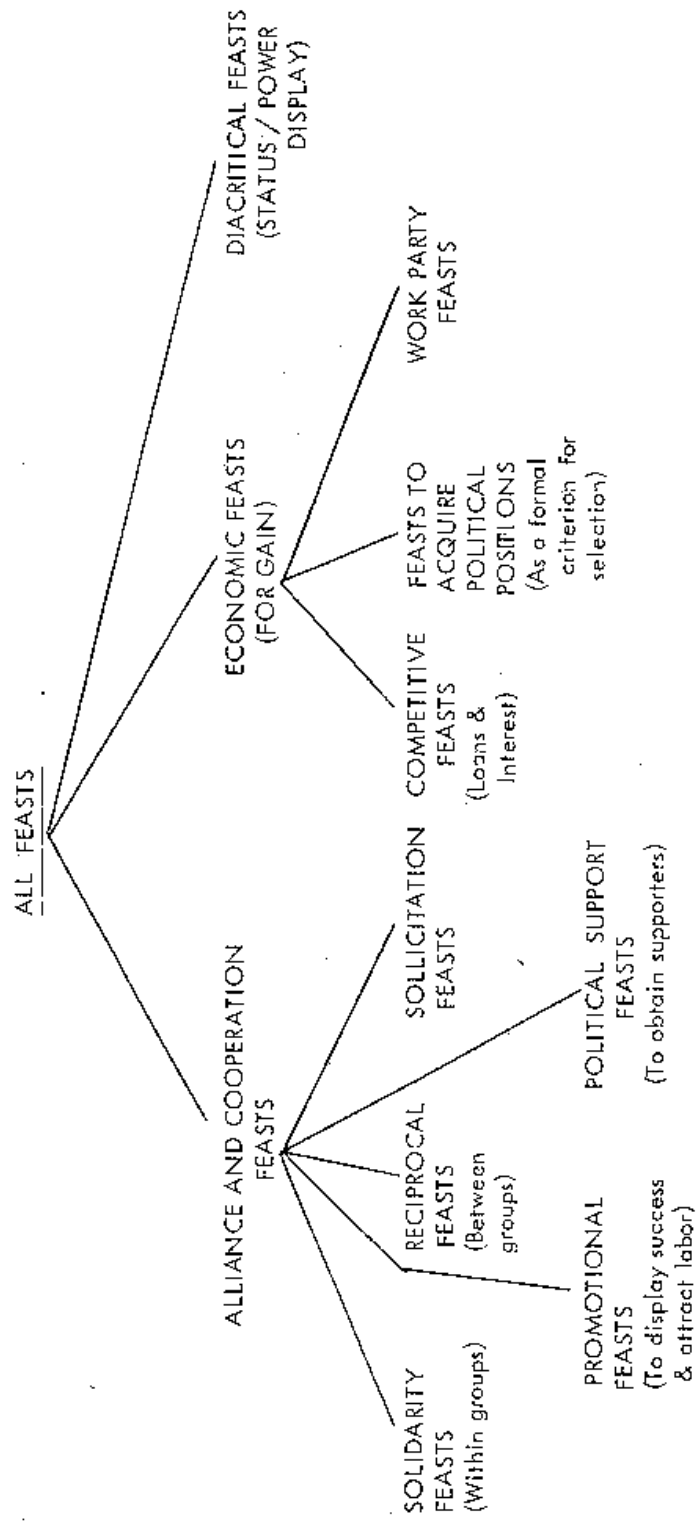 ALL FEASTS
ALLIANCE AND COOPERATION
FEASTS
ECONOMIC FEASTS
(FOR GAIN)
DIACRITICAL FEASTS
(STATUS / POWER
DISPLAY)
SOLIDARITY
FEASTS
(Within groups)
RECIPROCAL
FEASTS
(Between
groups)
SOLLICITATION
FEASTS
COMPETITIVE
FEASTS
(Loans &
Interest)
FEASTS TO
ACQUIRE
POLITICAL
POSITIONS
(As a formal
criterion for
selection)
WORK PARTY
FEASTS
PROMOTIONAL
FEASTS
(To display success
& attract labor)
POLITICAL SUPPORT
FEASTS
(To obtain supporters)